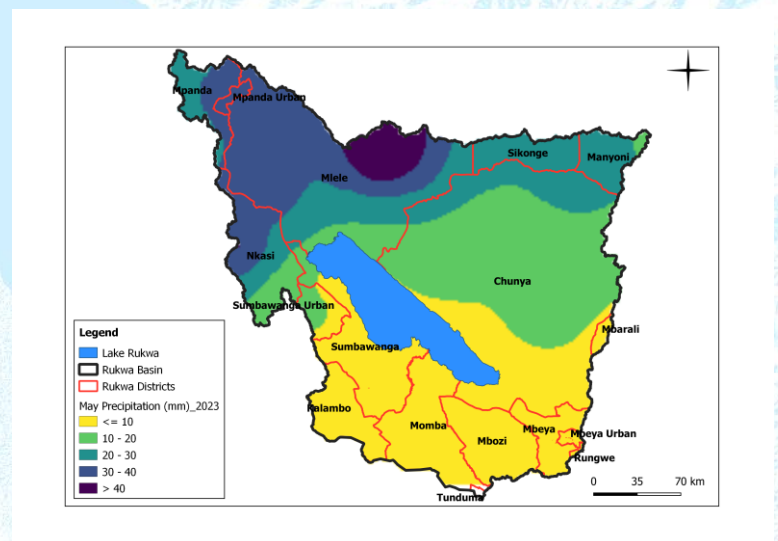 Mpanda
Mpanda Urban
Sikonge
Manyoni
Mlele
Nkasi
Chunya
Sumbawanga Urban
Mbarali
Sumbawanga
Kalambo
Momba
Mbozi
Mbeya
Mbeya Urban
Rungwe
Tunduma
Legend
Lake Rukwa
Rukwa Basin
Rukwa Districts
May Precipitation (mm)_2023
<= 10
10 - 20
20 - 30
30 - 40
> 40
0 35 70 km